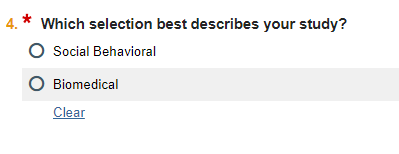 4. * Which selection best describes your study?
Social Behavioral
Biomedical
Clear